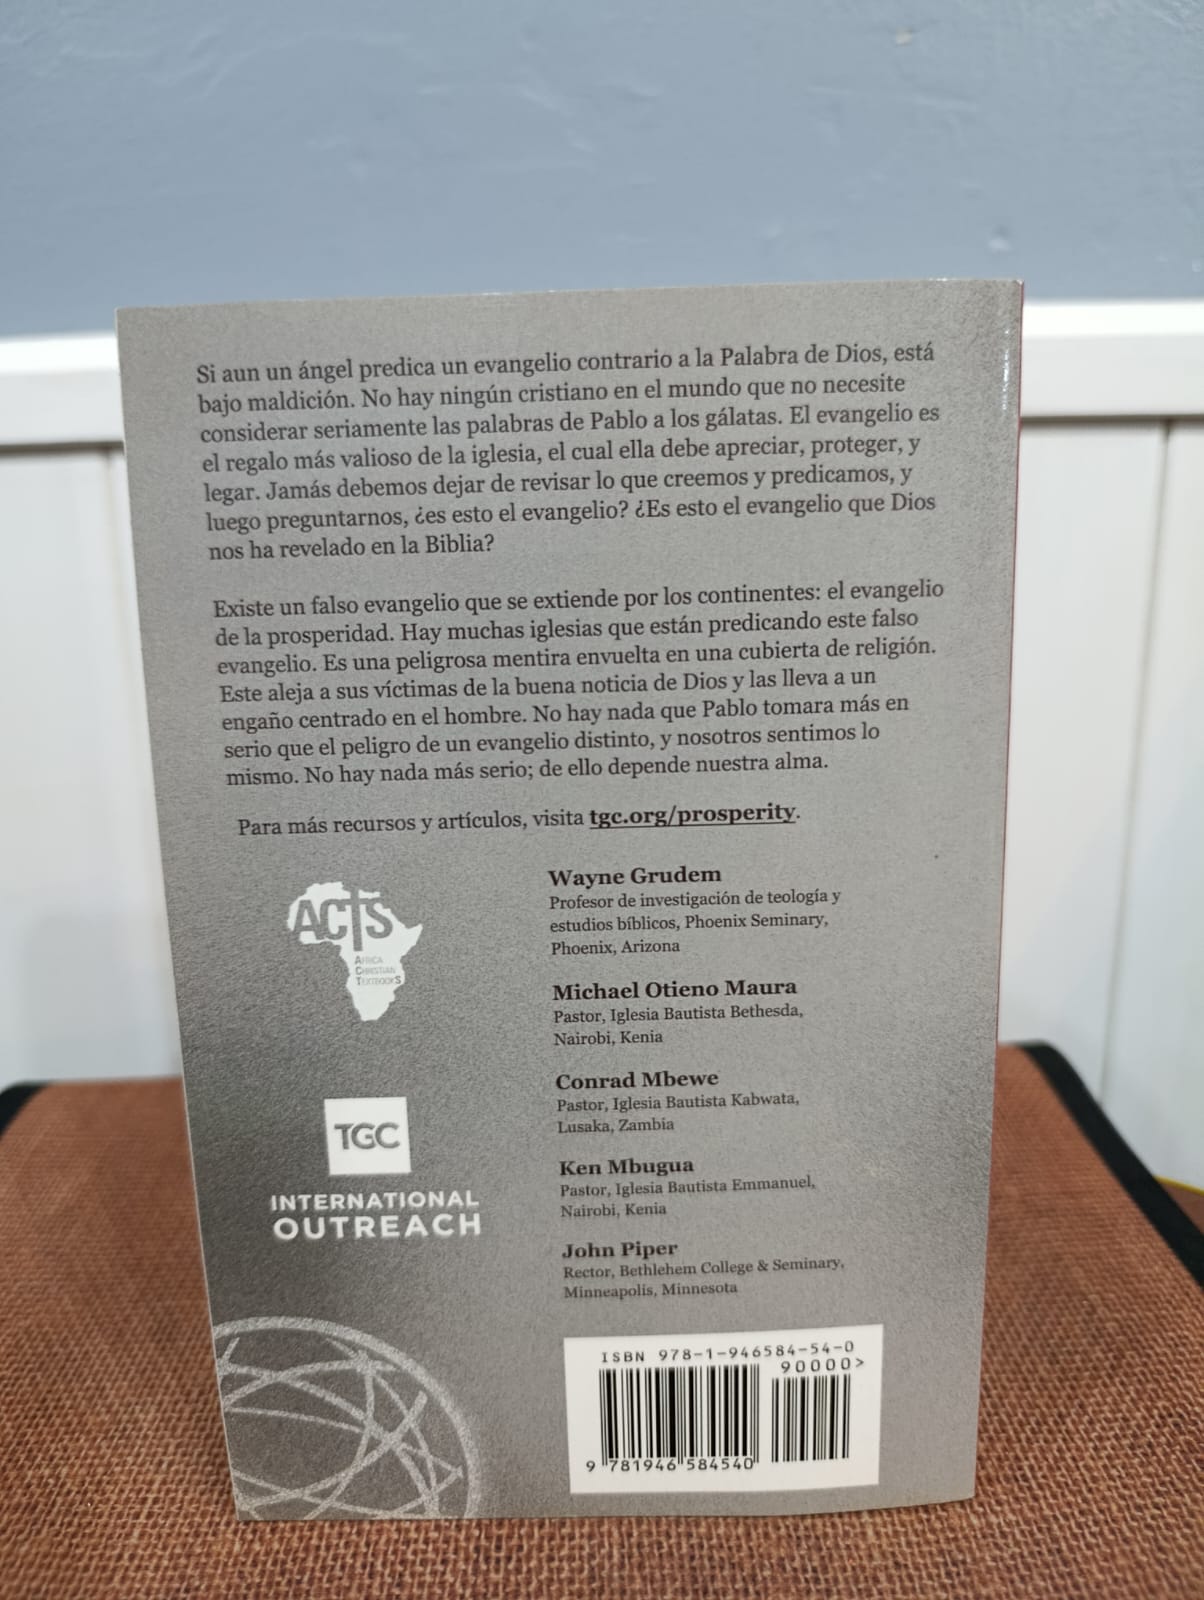 Si aun un ángel predica un evangelio contrario a la Palabra de Dios, está
bajo maldición. No hay ningún cristiano en el mundo que no necesite
considerar seriamente las palabras de Pablo a los gálatas. El evangelio es
el regalo más valioso de la iglesia, el cual ella debe apreciar, proteger, y
legar. Jamás debemos dejar de revisar lo que creemos y predicamos, y
luego preguntarnos, ¿es esto el evangelio? ¿Es esto el evangelio que Dios
nos ha revelado en la Biblia?
Existe un falso evangelio que se extiende por los continentes: el evangelio
de la prosperidad. Hay muchas iglesias que están predicando este falso
evangelio. Es una peligrosa mentira envuelta en una cubierta de religión.
Este aleja a sus víctimas de la buena noticia de Dios y las lleva a un
engaño centrado en el hombre. No hay nada que Pablo tomara más en
serio que el peligro de un evangelio distinto, y nosotros sentimos lo
mismo. No hay nada más serio; de ello depende nuestra alma.
Para más recursos y artículos, visita tgc.org/prosperity.
ACTS
AFRICA
CHRISTIAN
TEXTBOOKS
TGC
INTERNATIONAL
OUTREACH
Wayne Grudem
Profesor de investigación de teología y
estudios bíblicos, Phoenix Seminary,
Phoenix, Arizona
Michael Otieno Maura
Pastor, Iglesia Bautista Bethesda,
Nairobi, Kenia
Conrad Mbewe
Pastor, Iglesia Bautista Kabwata,
Lusaka, Zambia
Ken Mbugua
Pastor, Iglesia Bautista Emmanuel,
Nairobi, Kenia
John Piper
Rector, Bethlehem College & Seminary,
Minneapolis, Minnesota
ISBN 978-1-946584-54-0
90000>
9 781946 584540